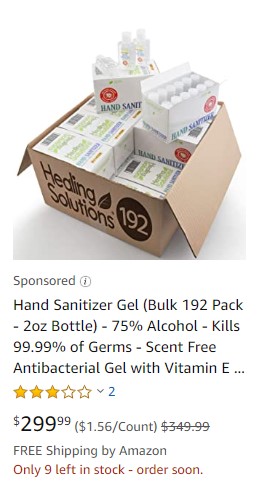 HAND SANIT
HAND SANITI
Healing
Solutions
192
Sponsored
Hand Sanitizer Gel (Bulk 192 Pack
- 2oz Bottle) - 75% Alcohol - Kills
99.99% of Germs - Scent Free
Antibacterial Gel with Vitamin E ...
2
$299.99 ($1.56/Count) $349.99
FREE Shipping by Amazon
Only 9 left in stock - order soon.